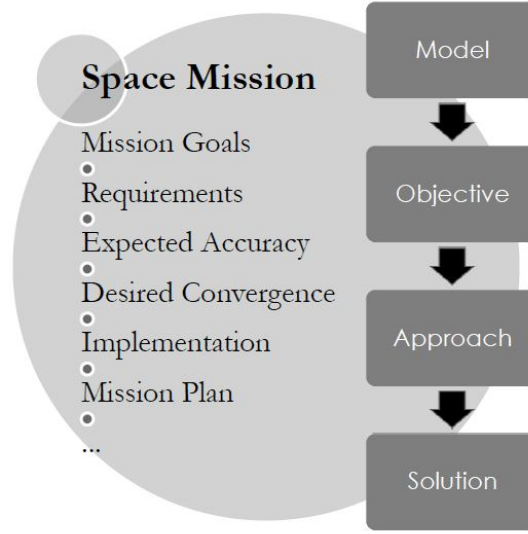 Space Mission
Mission Goals
Requirements
Expected Accuracy
Desired Convergence
Implementation
Mission Plan
...
Model
Objective
Approach
Solution